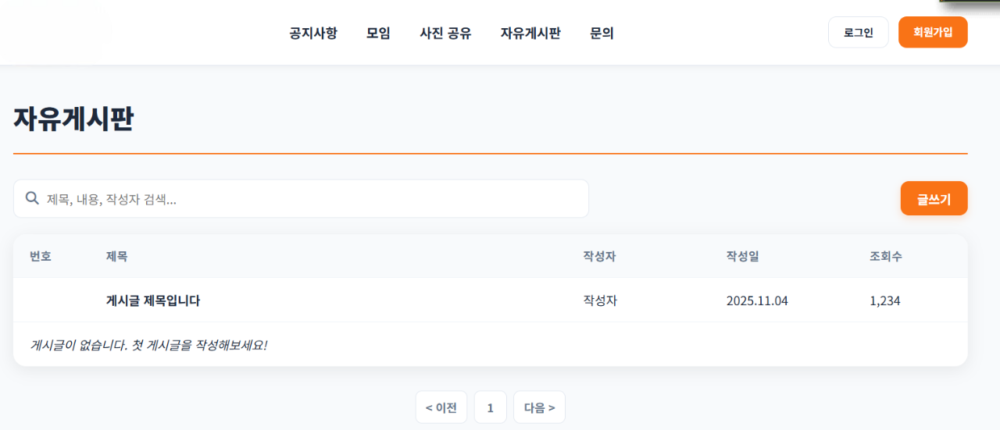 공지사항 모임 사진 공유 자유게시판 문의 로그인 회원가입
자유게시판
제목, 내용, 작성자 검색... 글쓰기
번호 제목 작성자 작성일 조회수
게시글 제목입니다 작성자 2025.11.04 1,234
게시글이 없습니다. 첫 게시글을 작성해보세요!
< 이전 1 다음 >